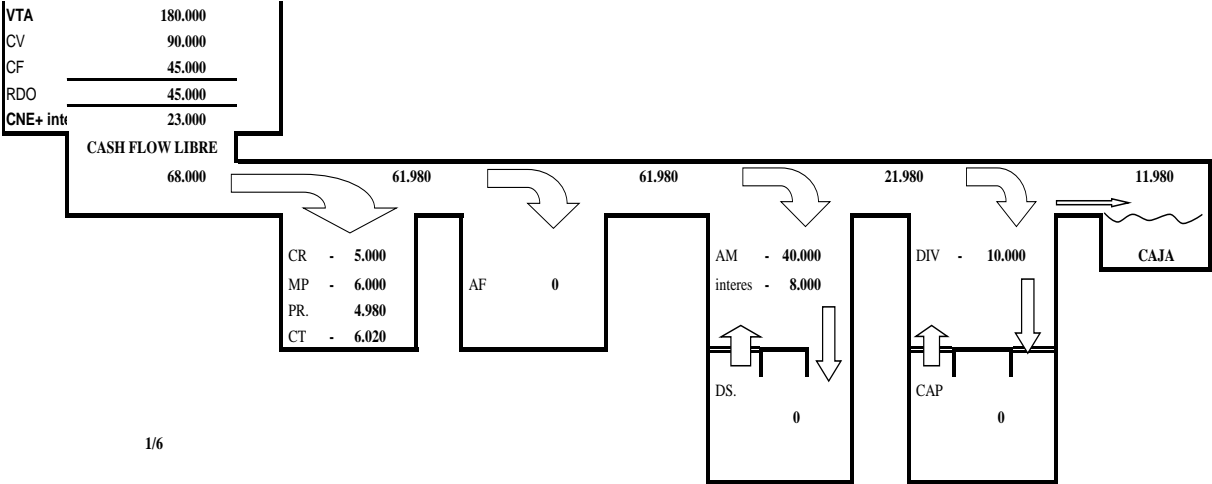 VTA 180.000
CV 90.000
CF 45.000
RDO 45.000
CNE+ inte 23.000
CASH FLOW LIBRE
68.000 61.980 61.980 21.980 11.980
CR - 5.000 AM - 40.000 DIV - 10.000 CAJA
MP - 6.000 AF 0 interes - 8.000
PR. 4.980
CT - 6.020
DS. CAP
0 0
1/6